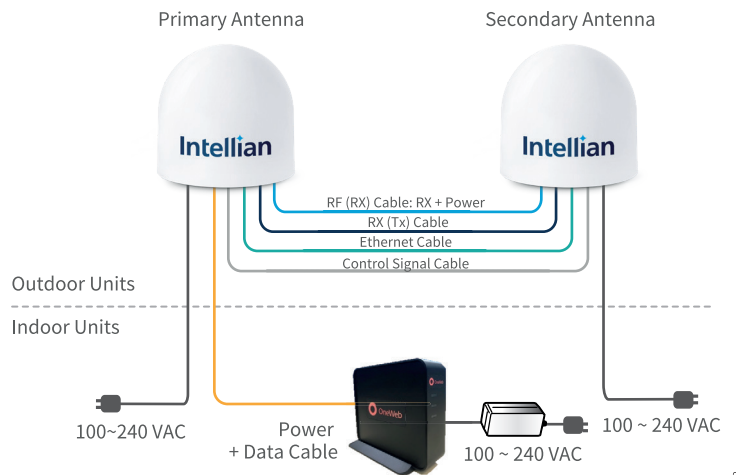 Primary Antenna
Secondary Antenna
Intellian
Intellian
RF (RX) Cable: RX + Power
RX (Tx) Cable
Ethernet Cable
Control Signal Cable
Outdoor Units
Indoor Units
OneWeb
100~240 VAC
Power
+ Data Cable
100 ~ 240 VAC
100 ~ 240 VAC